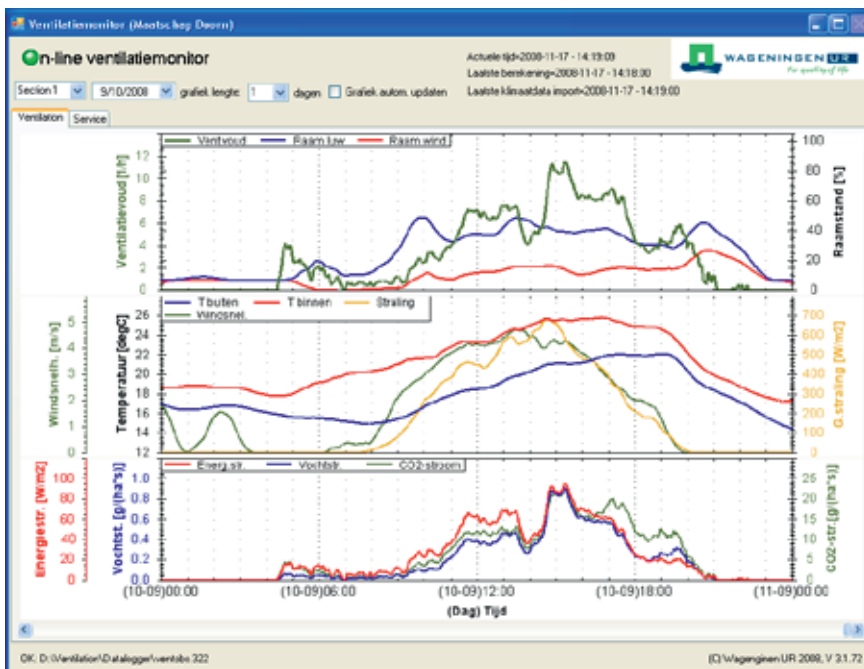 Ventilatiemonitor (Maatschap Doorn)
On-line ventilatiemonitor
Actuele tijd=2008-11-17 - 14:19:09
Laatste berekening=2008-11-17 - 14:18:00
Laatste klimaatdata import=2008-11-17 - 14:19:00
WAGENINGEN UR
For quality of life
Section1 9/10/2008 grafiek lengte: 1 dagen Grafiek autom. updaten
Ventilation Service
Ventvoud Raam luw Raam wind
Ventilatievoud [1/h]
12
10
8
6
4
2
0
100
80
60
40
20
0
Raamstand [%]
T buiten T binnen Straling
Windsnel.
Windsnelh. [m/s]
5
4
3
2
1
0
Temperatuur [degC]
26
24
22
20
18
16
14
12
700
600
500
400
300
200
100
0
G.straling [W/m2]
Energ.str. Vochtstr. CO2-stroom
Energiestr. [W/m2]
100
80
60
40
20
0
Vochtst. [g/(ha*s)]
1.0
0.8
0.6
0.4
0.2
0.0
25
20
15
10
5
0
CO2-str.[g/(ha*s)]
(10-09)00:00 (10-09)06:00 (10-09)12:00 (10-09)18:00 (11-09)00:00
(Dag) Tijd
OK: D:\Ventilation\Datalogger\ventobs.322
(C) Wageningen UR 2008, V 3.1.72